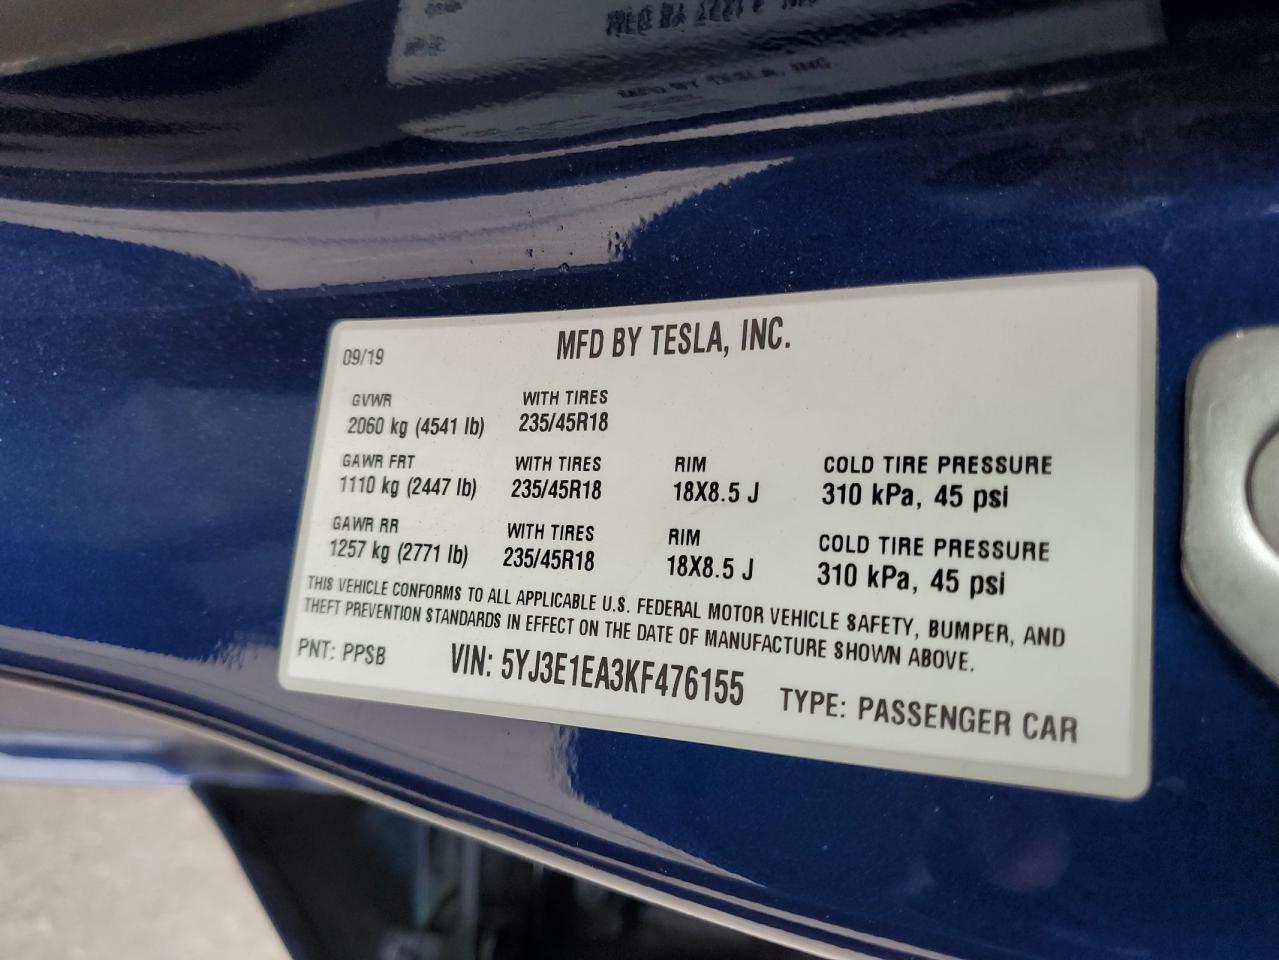 MFD BY TESLA, INC.
09/19
MFD BY TESLA, INC.
GVWR WITH TIRES
2060 kg (4541 lb) 235/45R18
GAWR FRT WITH TIRES RIM COLD TIRE PRESSURE
1110 kg (2447 lb) 235/45R18 18X8.5 J 310 kPa, 45 psi
GAWR RR WITH TIRES RIM COLD TIRE PRESSURE
1257 kg (2771 lb) 235/45R18 18X8.5 J 310 kPa, 45 psi
THIS VEHICLE CONFORMS TO ALL APPLICABLE U.S. FEDERAL MOTOR VEHICLE SAFETY, BUMPER, AND
THEFT PREVENTION STANDARDS IN EFFECT ON THE DATE OF MANUFACTURE SHOWN ABOVE.
PNT: PPSB VIN: 5YJ3E1EA3KF476155 TYPE: PASSENGER CAR